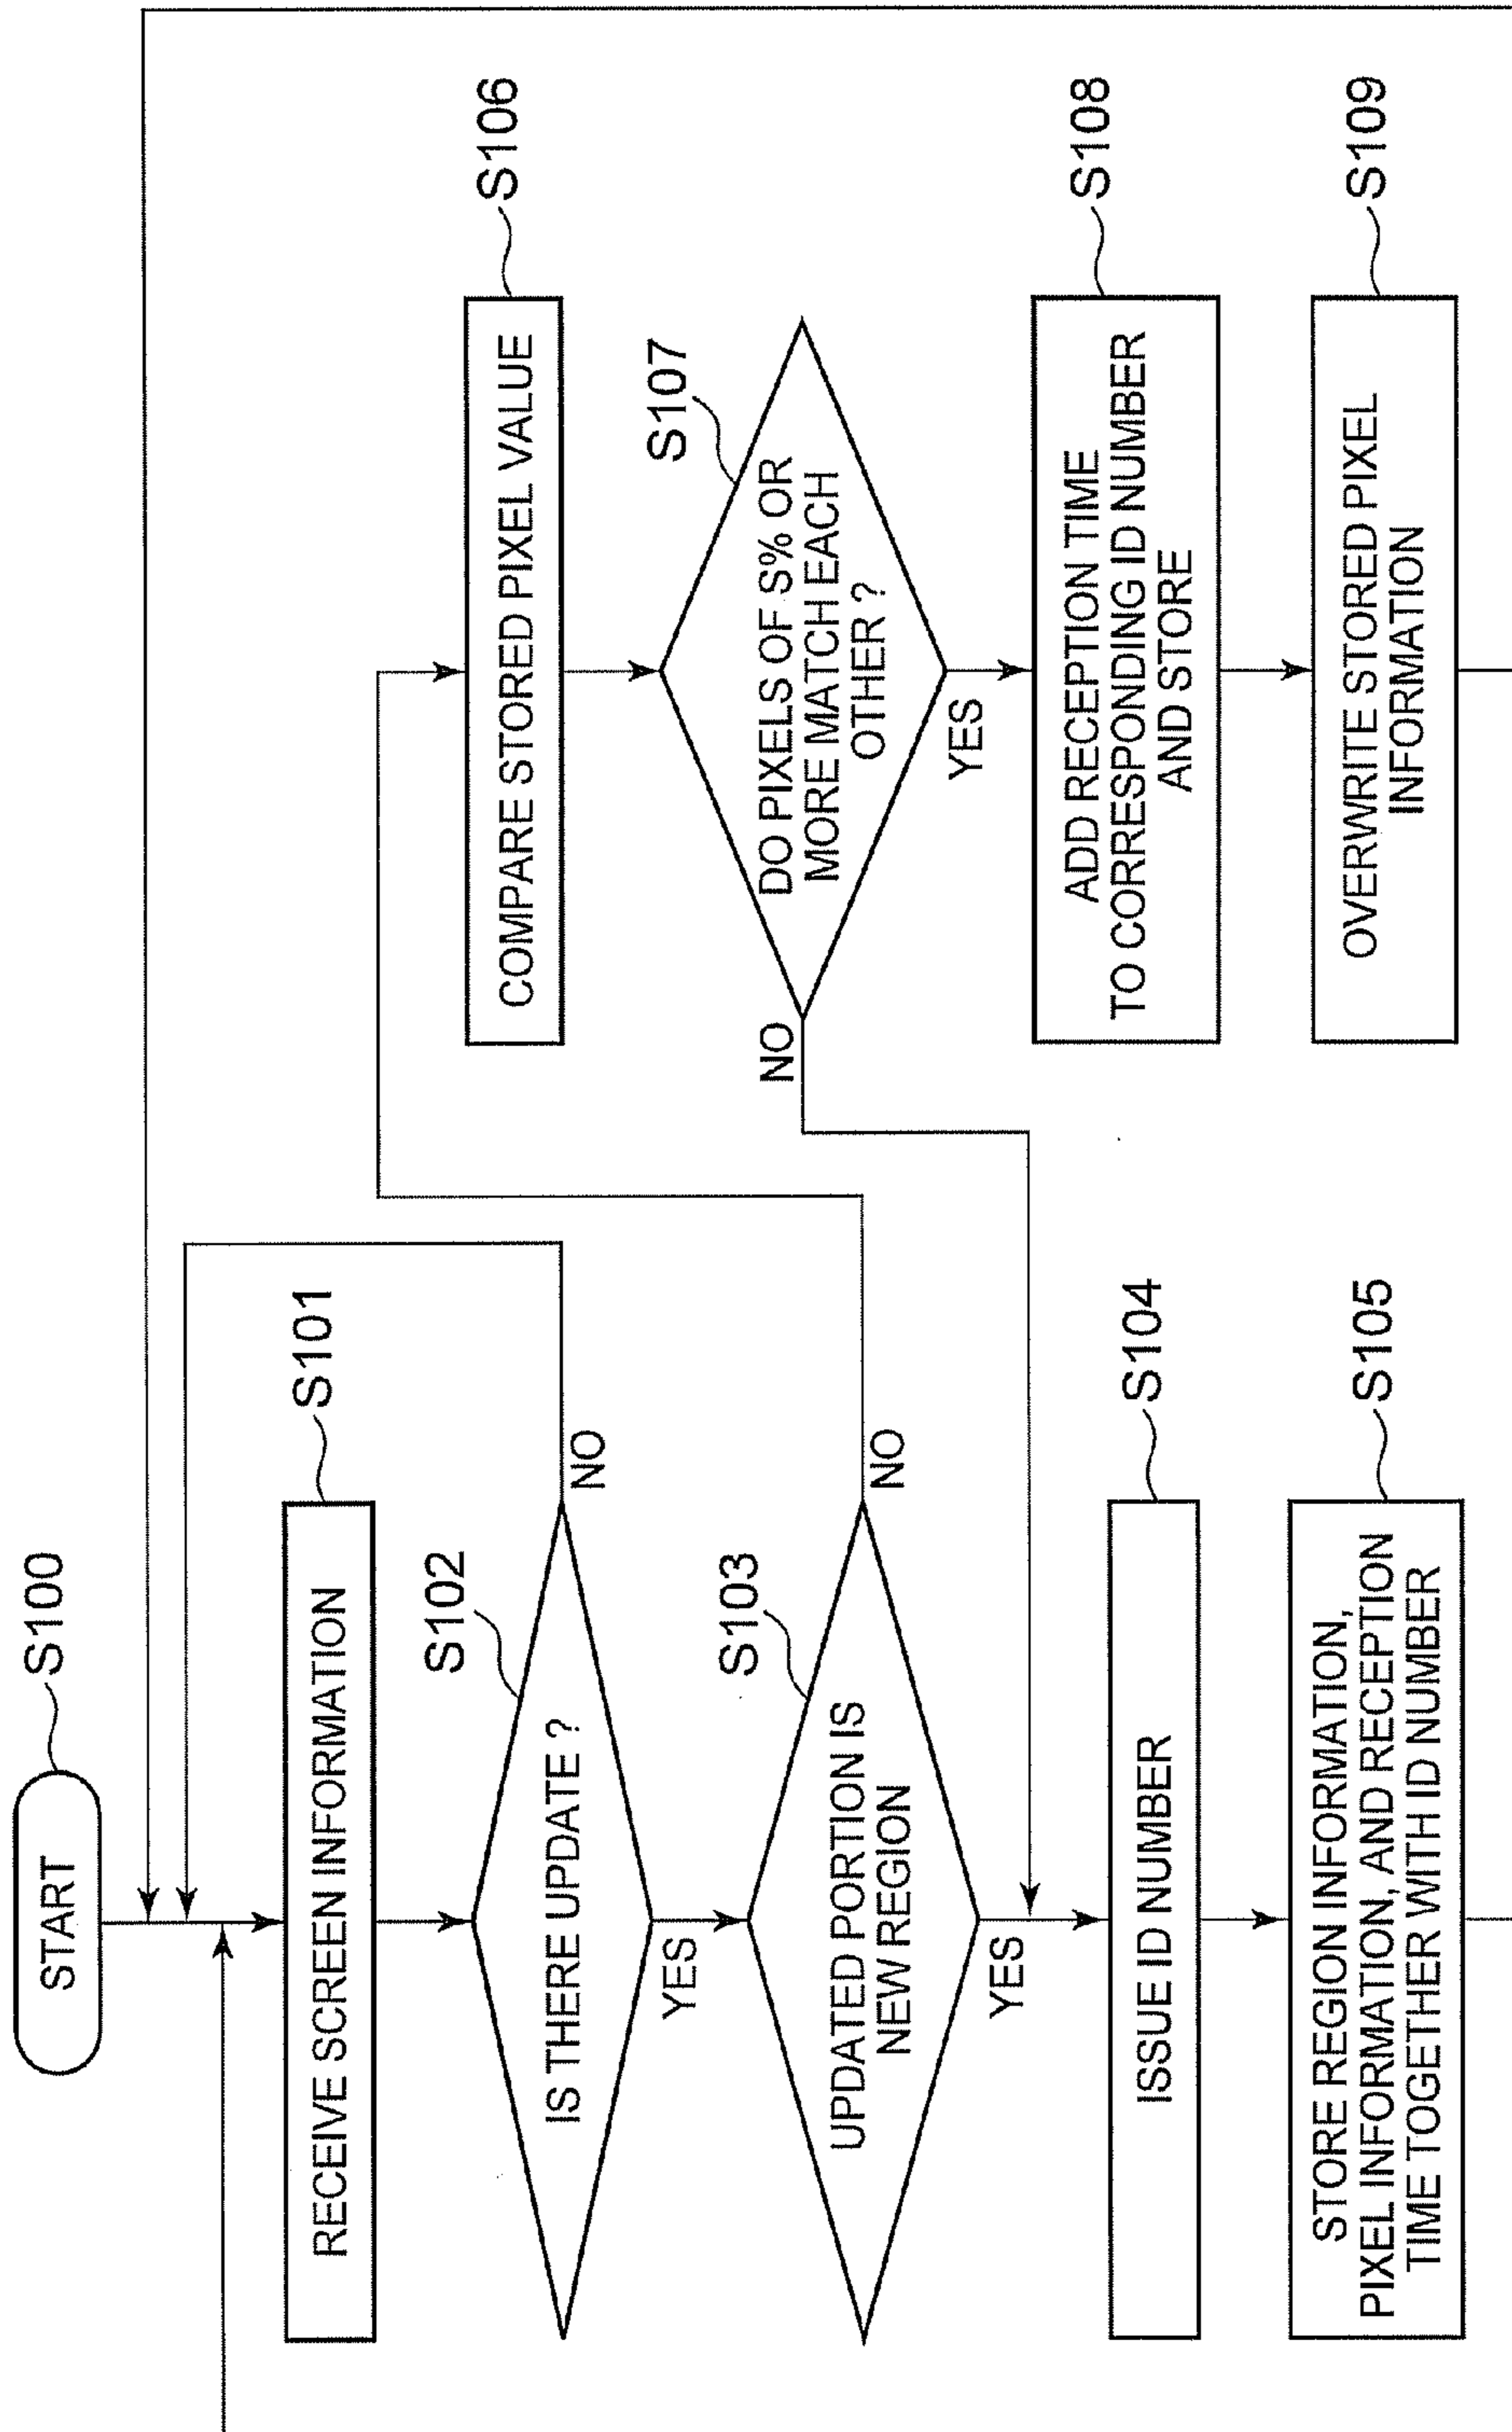 START
S100
RECEIVE SCREEN INFORMATION
S101
IS THERE UPDATE ?
S102
NO
YES
UPDATED PORTION IS
NEW REGION
S103
NO
YES
ISSUE ID NUMBER
S104
STORE REGION INFORMATION,
PIXEL INFORMATION, AND RECEPTION
TIME TOGETHER WITH ID NUMBER
S105
COMPARE STORED PIXEL VALUE
S106
DO PIXELS OF S% OR
MORE MATCH EACH
OTHER ?
S107
NO
YES
ADD RECEPTION TIME
TO CORRESPONDING ID NUMBER
AND STORE
S108
OVERWRITE STORED PIXEL
INFORMATION
S109